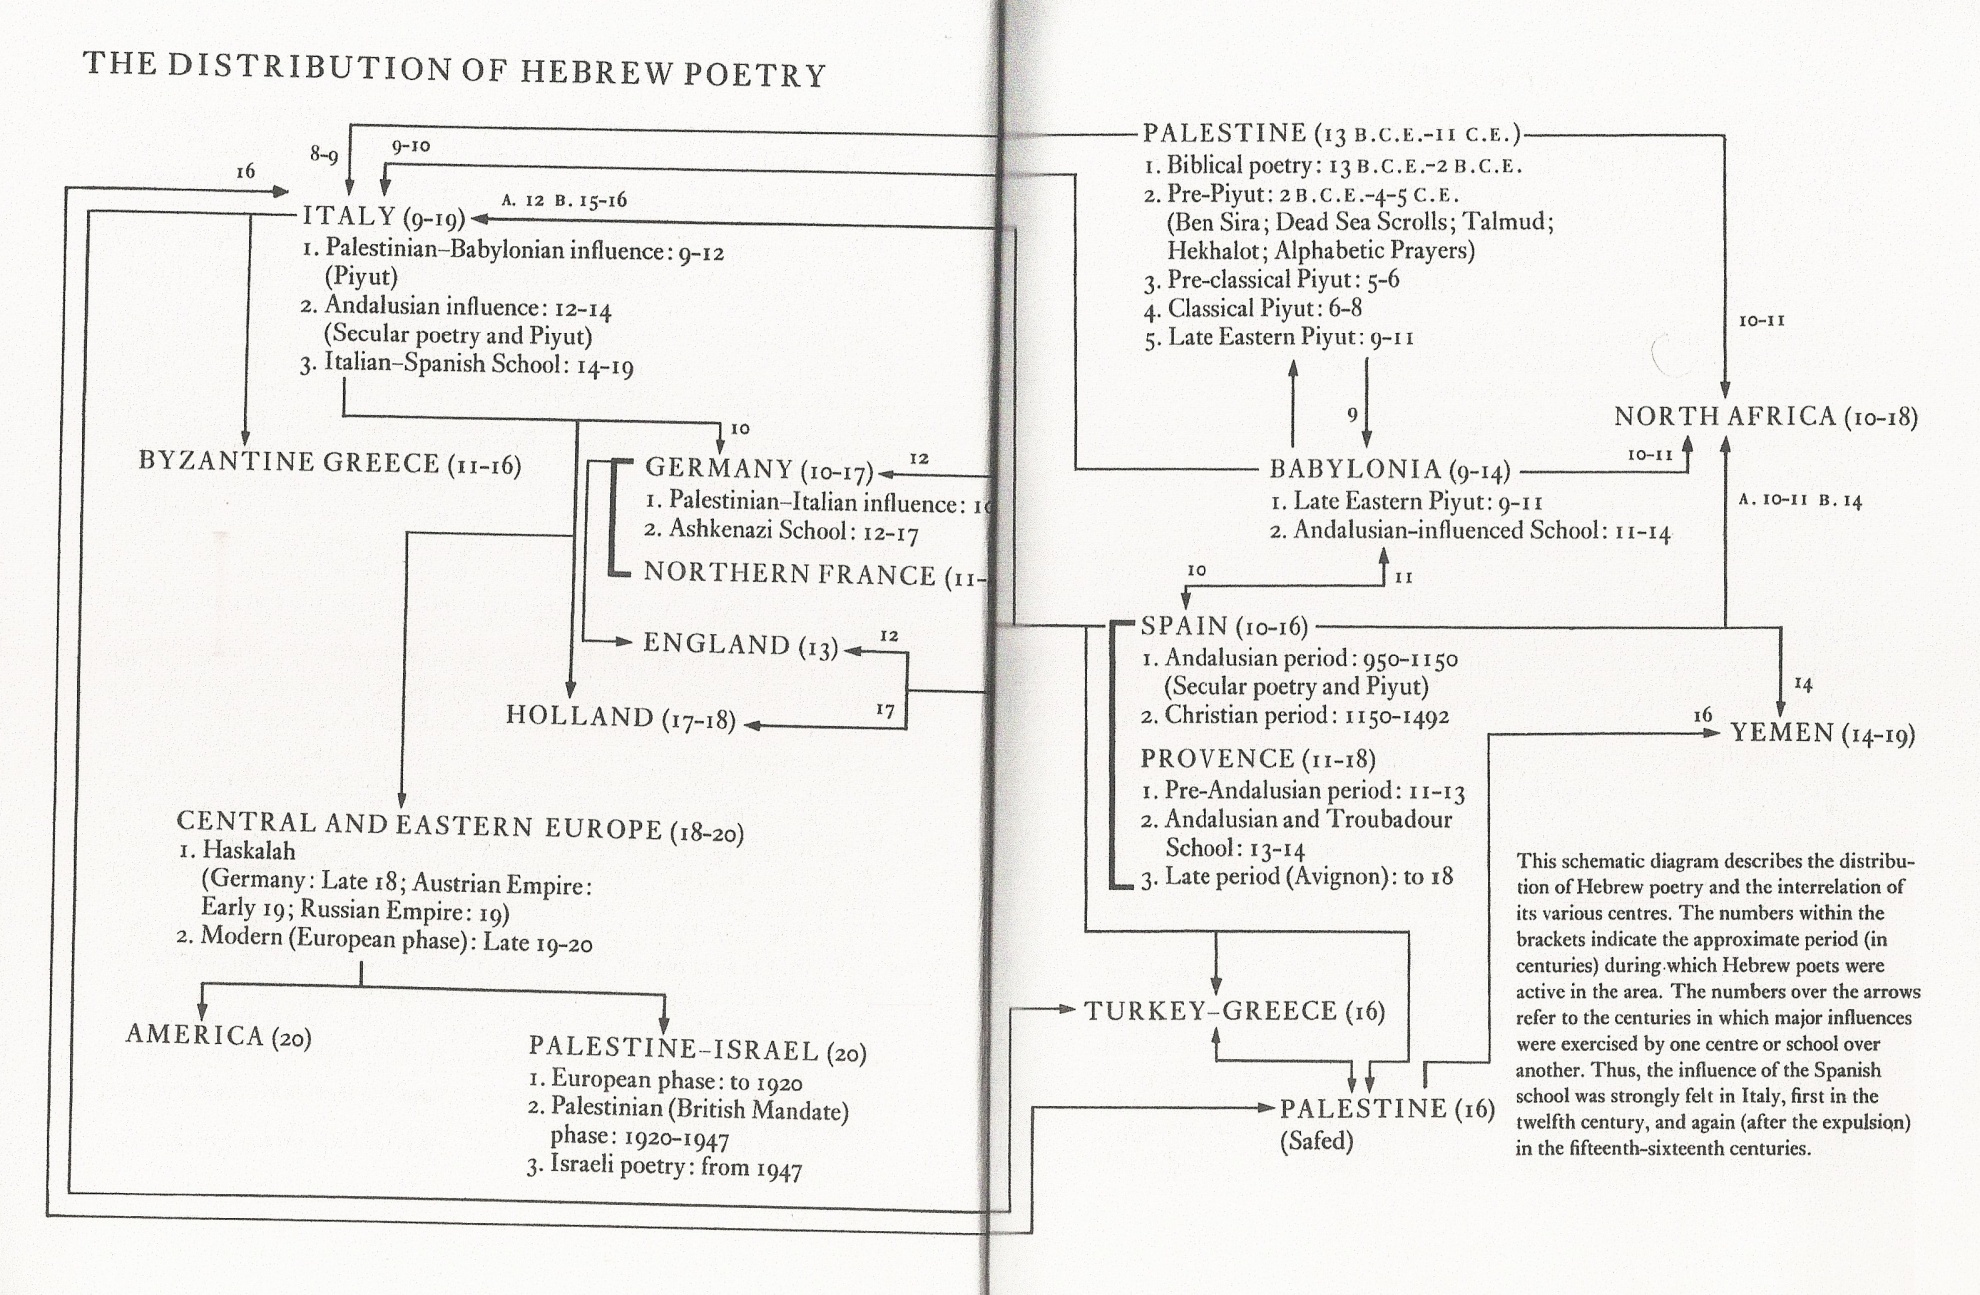 THE DISTRIBUTION OF HEBREW POETRY
16
8-9
9-10
A. 12 B. 15-16
ITALY (9-19)
1. Palestinian-Babylonian influence: 9-12
(Piyut)
2. Andalusian influence: 12-14
(Secular poetry and Piyut)
3. Italian-Spanish School: 14-19
BYZANTINE GREECE (11-16)
10
12
GERMANY (10-17)
1. Palestinian-Italian influence:
2. Ashkenazi School: 12-17
NORTHERN FRANCE (11-
ENGLAND (13)
12
HOLLAND (17-18)
17
CENTRAL AND EASTERN EUROPE (18-20)
1. Haskalah
(Germany: Late 18; Austrian Empire:
Early 19; Russian Empire: 19)
2. Modern (European phase): Late 19-20
AMERICA (20)
PALESTINE-ISRAEL (20)
1. European phase: to 1920
2. Palestinian (British Mandate)
phase: 1920-1947
3. Israeli poetry: from 1947
PALESTINE (13 B.C.E.-11 C.E.)
1. Biblical poetry: 13 B.C.E.-2 B.C.E.
2. Pre-Piyut: 2 B.C.E.-4-5 C.E.
(Ben Sira; Dead Sea Scrolls; Talmud;
Hekhalot; Alphabetic Prayers)
3. Pre-classical Piyut: 5-6
4. Classical Piyut: 6-8
5. Late Eastern Piyut: 9-11
10-11
9
NORTH AFRICA (10-18)
10-11
BABYLONIA (9-14)
1. Late Eastern Piyut: 9-11
2. Andalusian-influenced School: 11-14
A. 10-11 B. 14
10
11
SPAIN (10-16)
1. Andalusian period: 950-1150
(Secular poetry and Piyut)
2. Christian period: 1150-1492
14
16
YEMEN (14-19)
PROVENCE (11-18)
1. Pre-Andalusian period: 11-13
2. Andalusian and Troubadour
School: 13-14
3. Late period (Avignon): to 18
TURKEY-GREECE (16)
PALESTINE (16)
(Safed)
This schematic diagram describes the distribu-
tion of Hebrew poetry and the interrelation of
its various centres. The numbers within the
brackets indicate the approximate period (in
centuries) during which Hebrew poets were
active in the area. The numbers over the arrows
refer to the centuries in which major influences
were exercised by one centre or school over
another. Thus, the influence of the Spanish
school was strongly felt in Italy, first in the
twelfth century, and again (after the expulsion)
in the fifteenth-sixteenth centuries.